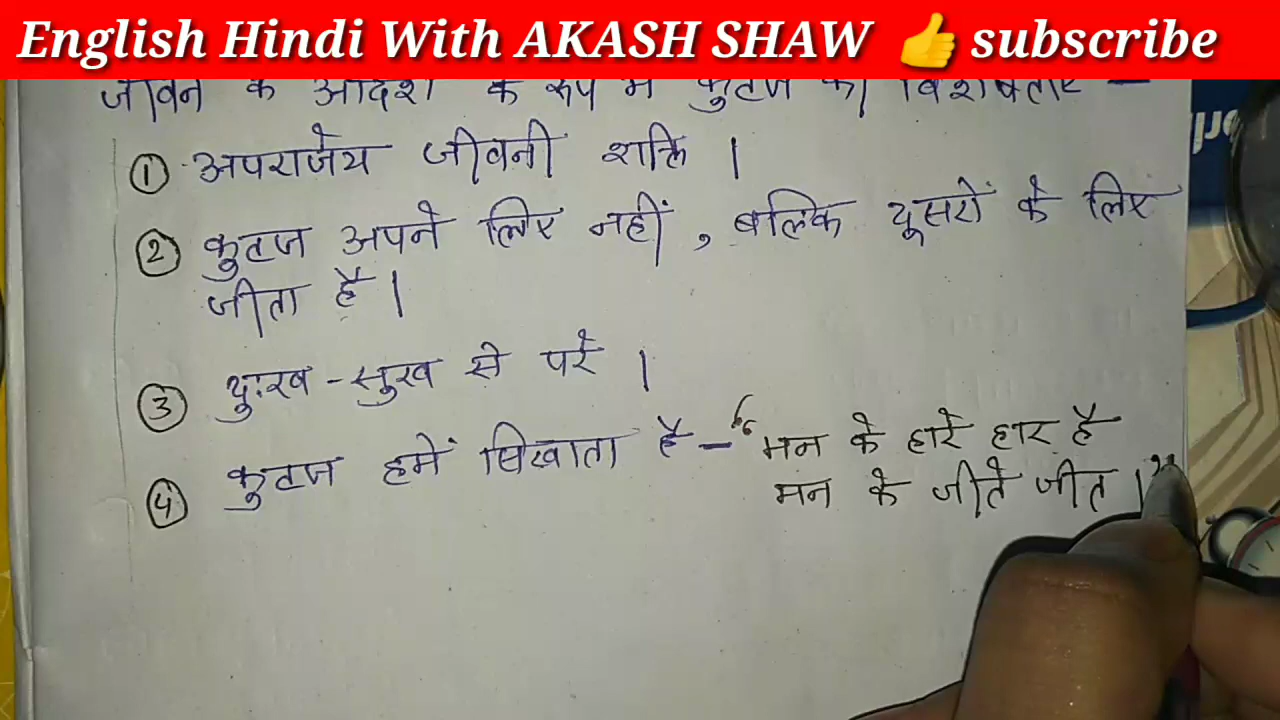 English Hindi With AKASH SHAW 👍 subscribe
जीवन के आदर्श के रूप में कुटज की विशेषताएँ —
① अपराजेय जीवनी शक्ति ।
② कुटज अपने लिए नहीं, बल्कि दूसरों के लिए
जीता है ।
③ दुःख - सुख से परे ।
④ कुटज हमें सिखाता है - "मन के हारे हार है
मन के जीते जीत ।"